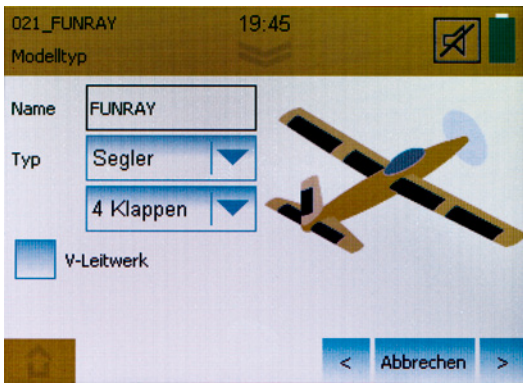 021_FUNRAY 19:45
Modelltyp
Name FUNRAY
Typ Segler
4 Klappen
V-Leitwerk
< Abbrechen >